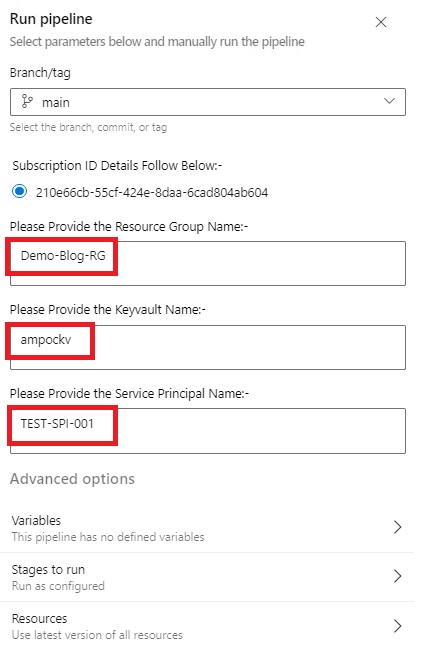 Run pipeline
Select parameters below and manually run the pipeline
Branch/tag
main
Select the branch, commit, or tag
Subscription ID Details Follow Below:-
210e66cb-55cf-424e-8daa-6cad804ab604
Please Provide the Resource Group Name:-
Demo-Blog-RG
Please Provide the Keyvault Name:-
ampockv
Please Provide the Service Principal Name:-
TEST-SPI-001
Advanced options
Variables
This pipeline has no defined variables
Stages to run
Run as configured
Resources
Use latest version of all resources